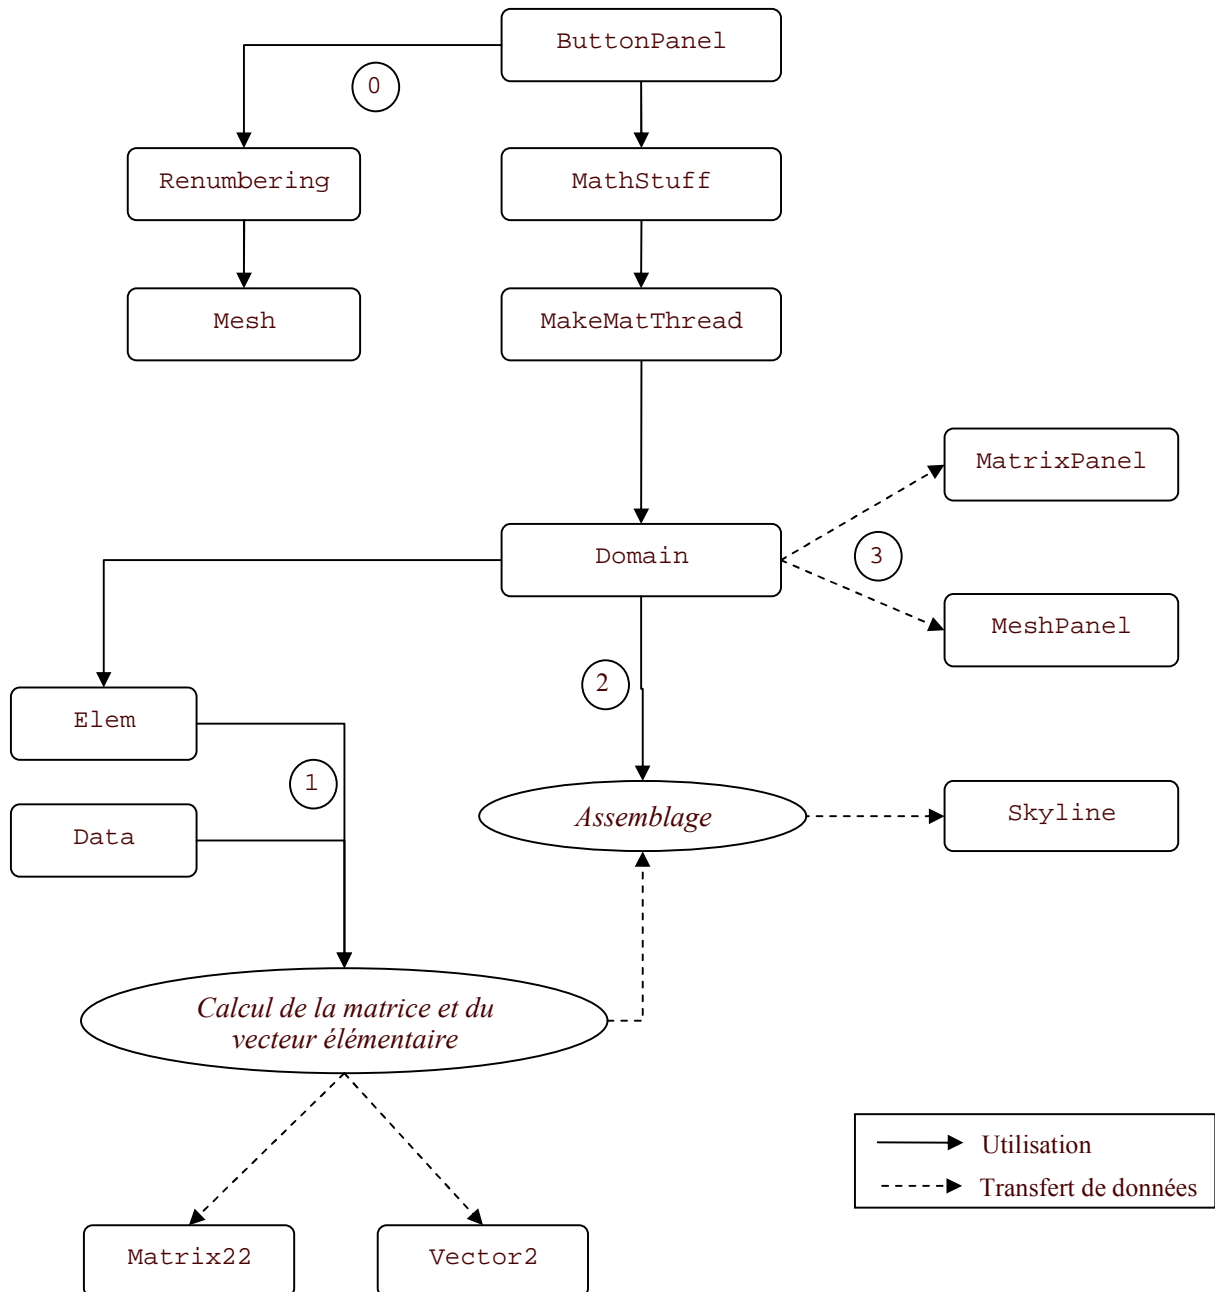 ButtonPanel
0
Renumbering
MathStuff
Mesh
MakeMatThread
MatrixPanel
Domain
3
MeshPanel
2
Elem
1
Data
Assemblage
Skyline
Calcul de la matrice et du
vecteur élémentaire
Utilisation
Transfert de données
Matrix22
Vector2